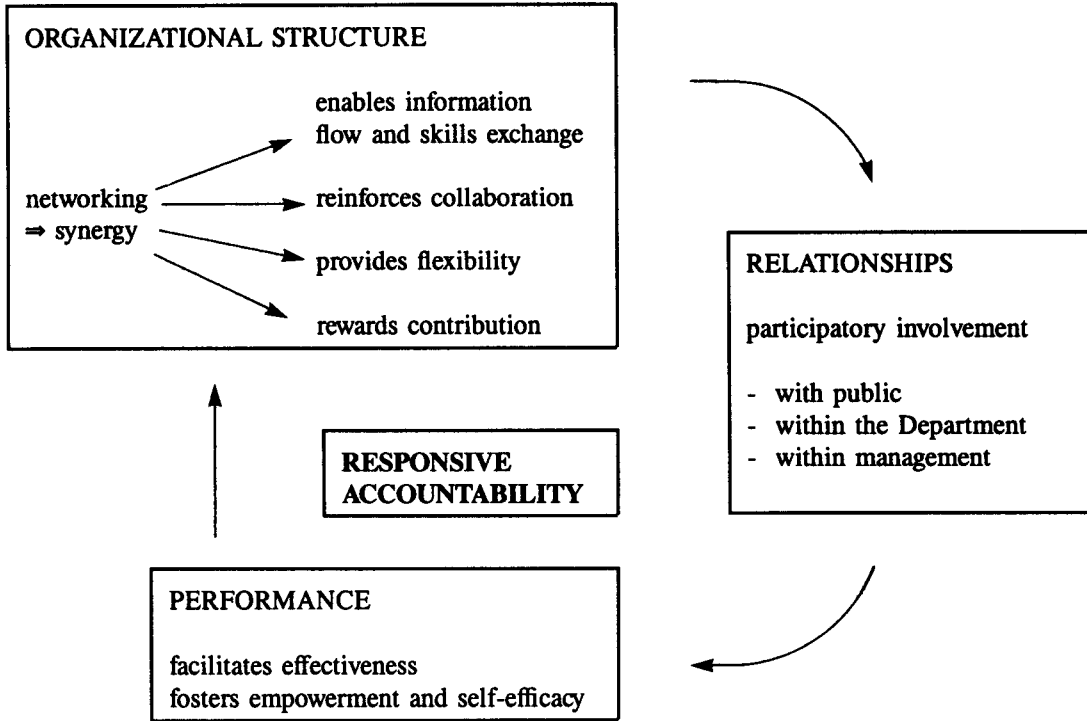 ORGANIZATIONAL STRUCTURE
enables information
flow and skills exchange
networking
⇒ synergy
reinforces collaboration
provides flexibility
rewards contribution
RELATIONSHIPS
participatory involvement
- with public
- within the Department
- within management
RESPONSIVE
ACCOUNTABILITY
PERFORMANCE
facilitates effectiveness
fosters empowerment and self-efficacy